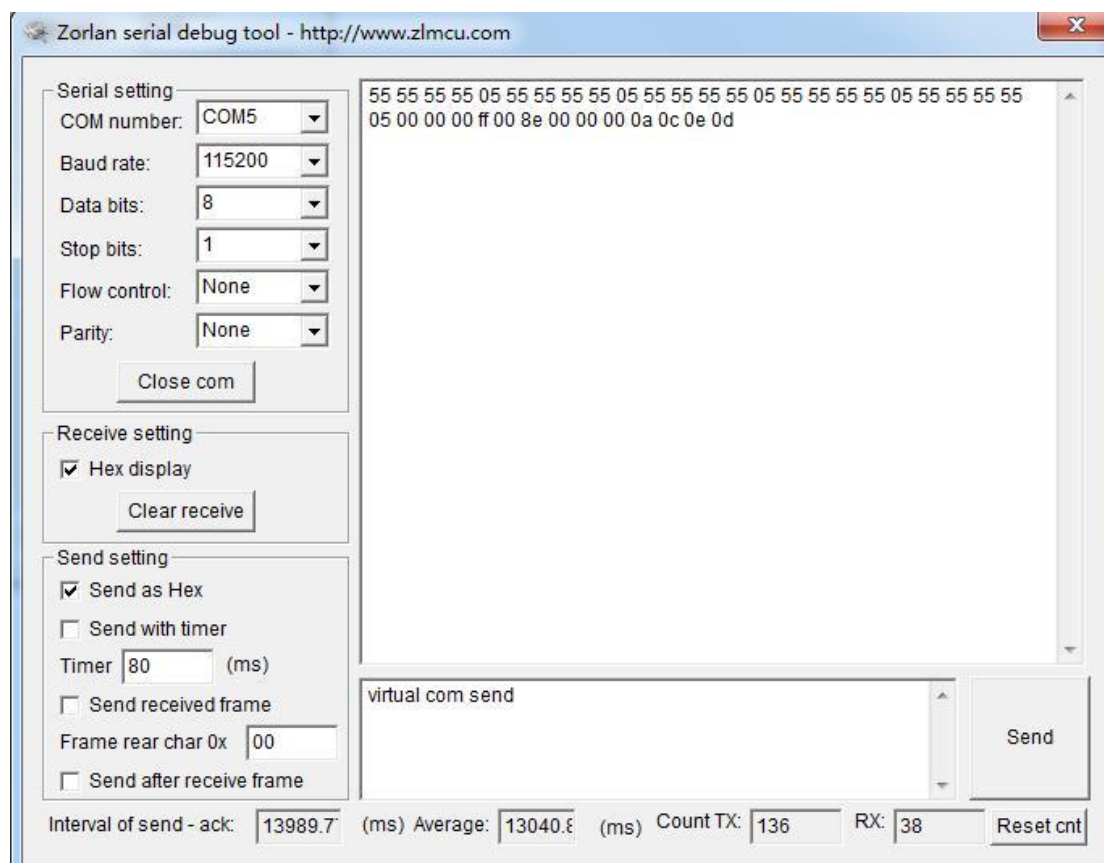 Zorlan serial debug tool - http://www.zlmcu.com
Serial setting
COM number: COM5
Baud rate: 115200
Data bits: 8
Stop bits: 1
Flow control: None
Parity: None
Close com
Receive setting
Hex display
Clear receive
Send setting
Send as Hex
Send with timer
Timer 80 (ms)
Send received frame
Frame rear char 0x 00
Send after receive frame
55 55 55 55 05 55 55 55 55 05 55 55 55 55 05 55 55 55 55 05 55 55 55 55
05 00 00 00 ff 00 8e 00 00 00 0a 0c 0e 0d
virtual com send
Send
Interval of send - ack: 13989.7 (ms) Average: 13040.8 (ms) Count TX: 136 RX: 38 Reset cnt